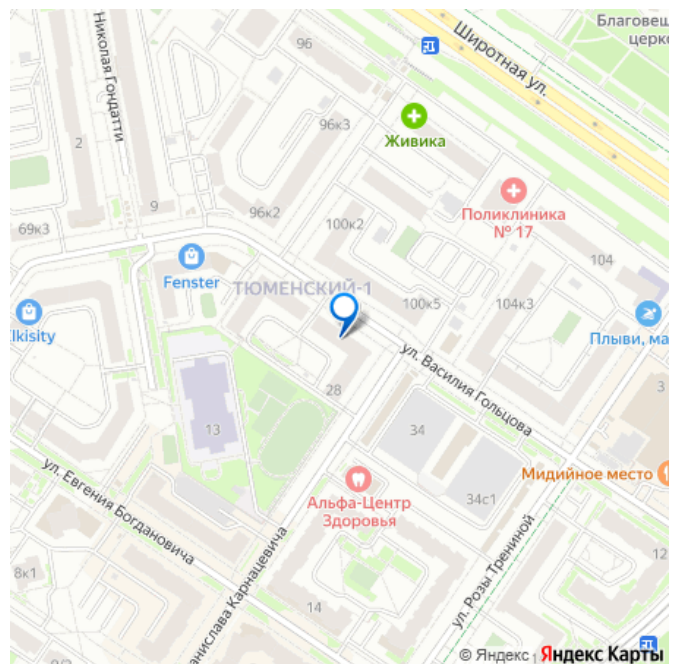 Благовещ
церко
Широтная ул.
Николая Гондатти
96
96к3
Живика
2
Поликлиника
№ 17
9
96к2
100к2
69к3
104
Fenster
ТЮМЕНСКИЙ-1
100к5
104к3
Elkisity
Плыви, ма
ул. Василия Гольцова
3
28
13
34
Мидийное место
ул. Евгения Богдановича
Альфа-Центр
Здоровья
34с1
ул. Розы Трениной
12
8к1
анислава Карнацевича
14
© Яндекс
Яндекс Карты